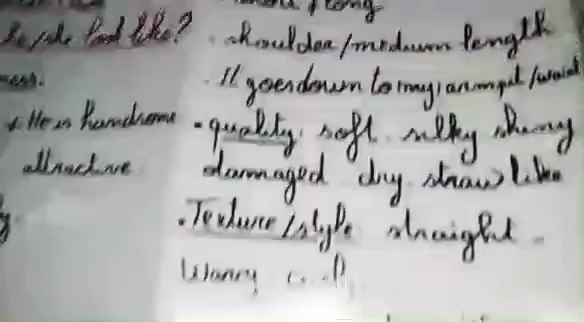 he/she look like?
. He is handsome
attractive
long
. shoulder/medium length
. It goes down to my armpit/waist
. quality: soft silky shiny
damaged dry straw like
. Texture/style straight
wavy